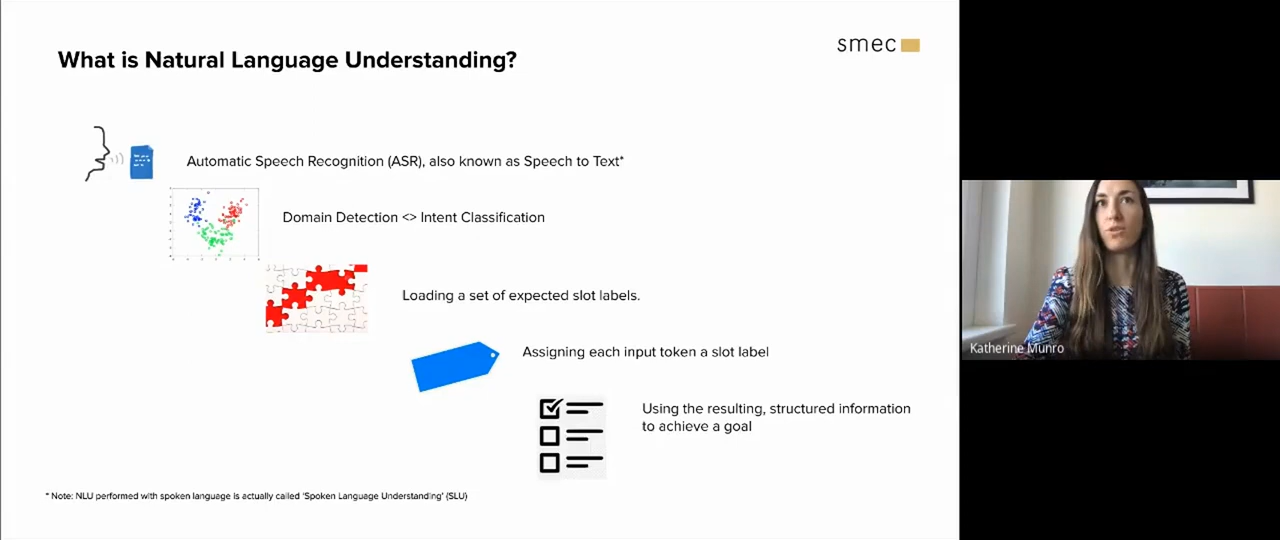 What is Natural Language Understanding?
smec
Automatic Speech Recognition (ASR), also known as Speech to Text*
Domain Detection <> Intent Classification
Loading a set of expected slot labels.
Assigning each input token a slot label
Using the resulting, structured information
to achieve a goal
* Note: NLU performed with spoken language is actually called 'Spoken Language Understanding' (SLU)
Katherine Munro